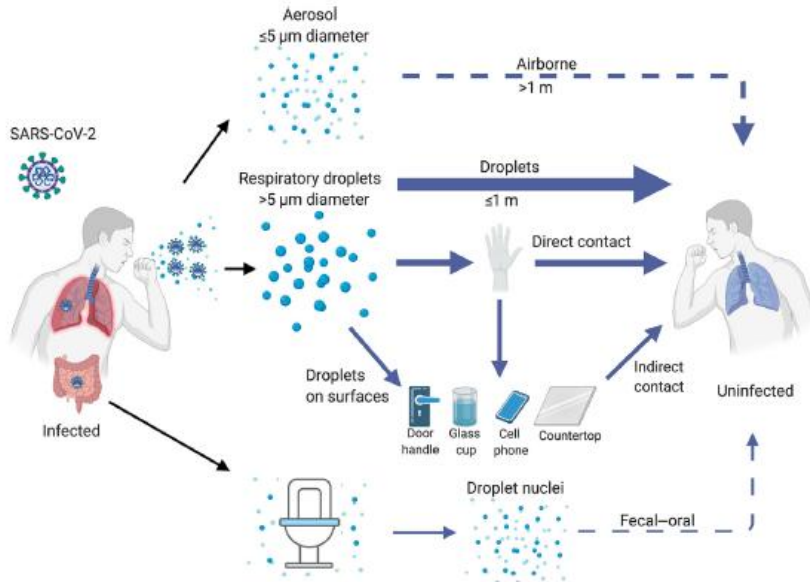 Aerosol
≤5 µm diameter
Airborne
>1 m
SARS-CoV-2
Respiratory droplets
>5 µm diameter
Droplets
≤1 m
Direct contact
Droplets
on surfaces
Indirect
contact
Door
handle
Glass
cup
Cell
phone
Countertop
Infected
Uninfected
Droplet nuclei
Fecal–oral